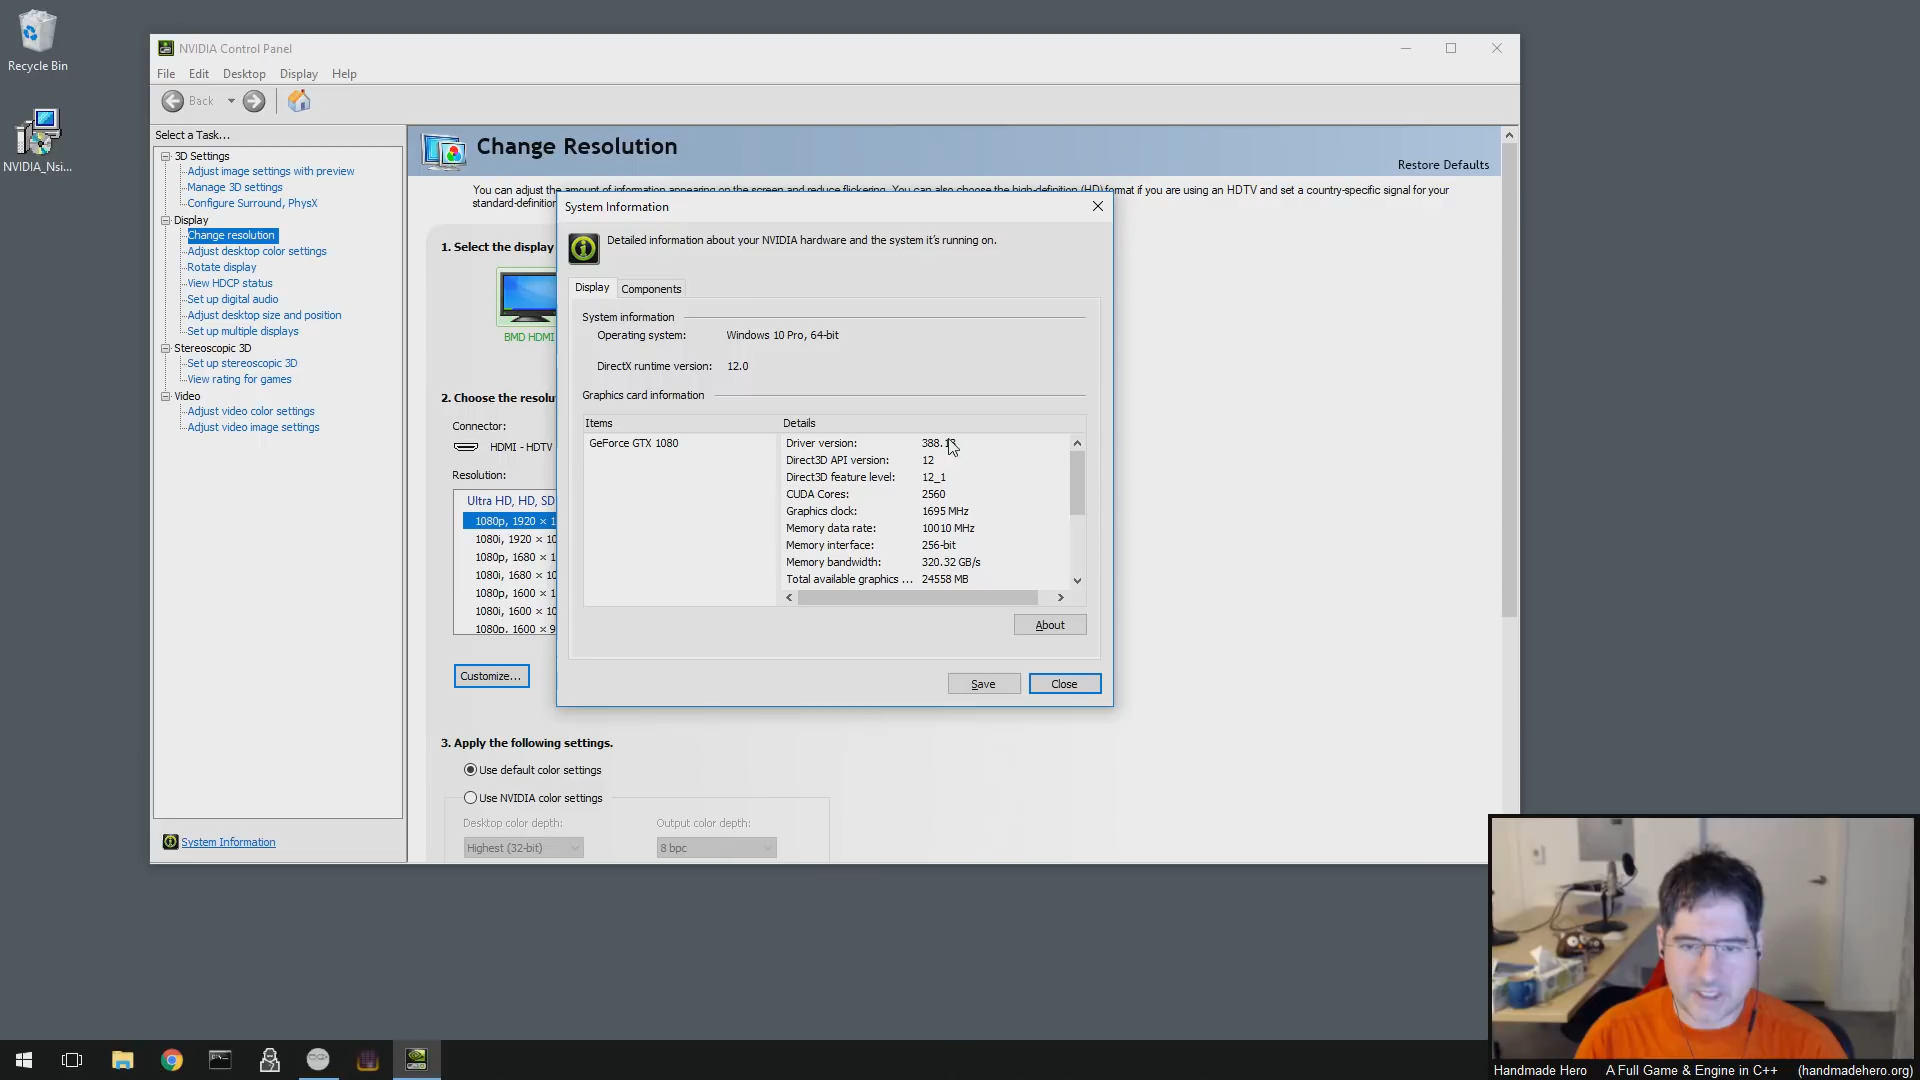 Recycle Bin
NVIDIA_Nsi...
NVIDIA Control Panel
File Edit Desktop Display Help
Back
Select a Task...
3D Settings
Adjust image settings with preview
Manage 3D settings
Configure Surround, PhysX
Display
Change resolution
Adjust desktop color settings
Rotate display
View HDCP status
Set up digital audio
Adjust desktop size and position
Set up multiple displays
Stereoscopic 3D
Set up stereoscopic 3D
View rating for games
Video
Adjust video color settings
Adjust video image settings
System Information
Change Resolution
Restore Defaults
You can adjust the amount of information appearing on the screen and reduce flickering. You can also choose the high-definition (HD) format if you are using an HDTV and set a country-specific signal for your
standard-definition
1. Select the display
BMD HDMI
2. Choose the resolu
Connector:
HDMI - HDTV
Resolution:
Ultra HD, HD, SD
1080p, 1920 × 1
1080i, 1920 × 10
1080p, 1680 × 1
1080i, 1680 × 10
1080p, 1600 × 1
1080i, 1600 × 10
1080p, 1600 × 9
Customize...
3. Apply the following settings.
Use default color settings
Use NVIDIA color settings
Desktop color depth:
Output color depth:
Highest (32-bit)
8 bpc
System Information
Detailed information about your NVIDIA hardware and the system it's running on.
Display
Components
System information
Operating system: Windows 10 Pro, 64-bit
DirectX runtime version: 12.0
Graphics card information
Items
Details
GeForce GTX 1080
Driver version:
Direct3D API version: 12
Direct3D feature level: 12_1
CUDA Cores: 2560
Graphics clock: 1695 MHz
Memory data rate: 10010 MHz
Memory interface: 256-bit
Memory bandwidth: 320.32 GB/s
Total available graphics ... 24558 MB
About
Save
Close
Handmade Hero A Full Game & Engine in C++ (handmadehero.org)